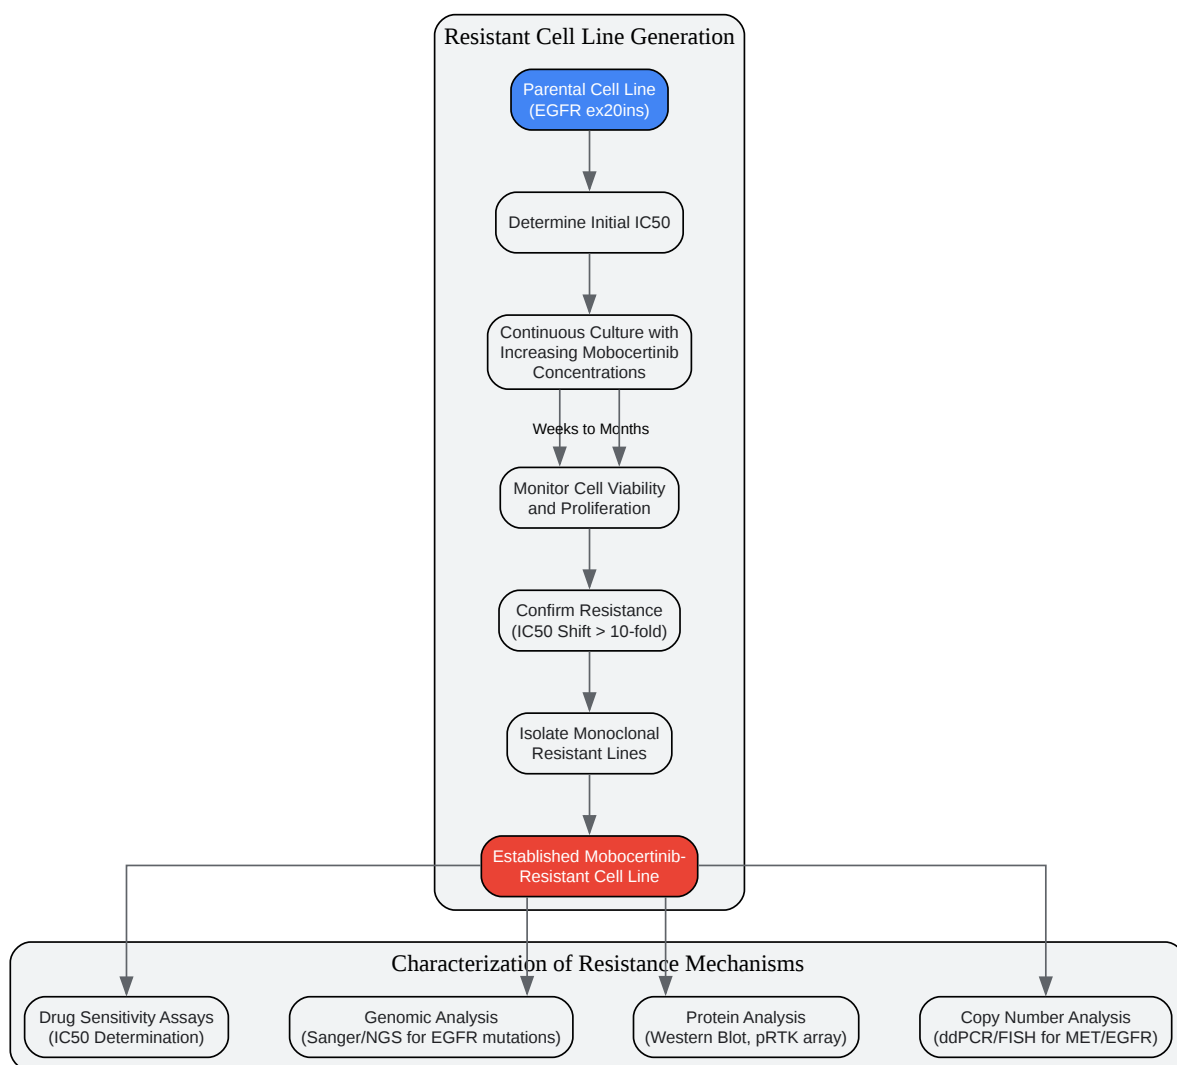 Resistant Cell Line Generation
Parental Cell Line
(EGFR ex20ins)
Determine Initial IC50
Continuous Culture with
Increasing Mobocertinib
Concentrations
Weeks to Months
Monitor Cell Viability
and Proliferation
Confirm Resistance
(IC50 Shift > 10-fold)
Isolate Monoclonal
Resistant Lines
Established Mobocertinib-
Resistant Cell Line
Characterization of Resistance Mechanisms
Drug Sensitivity Assays
(IC50 Determination)
Genomic Analysis
(Sanger/NGS for EGFR mutations)
Protein Analysis
(Western Blot, pRTK array)
Copy Number Analysis
(ddPCR/FISH for MET/EGFR)